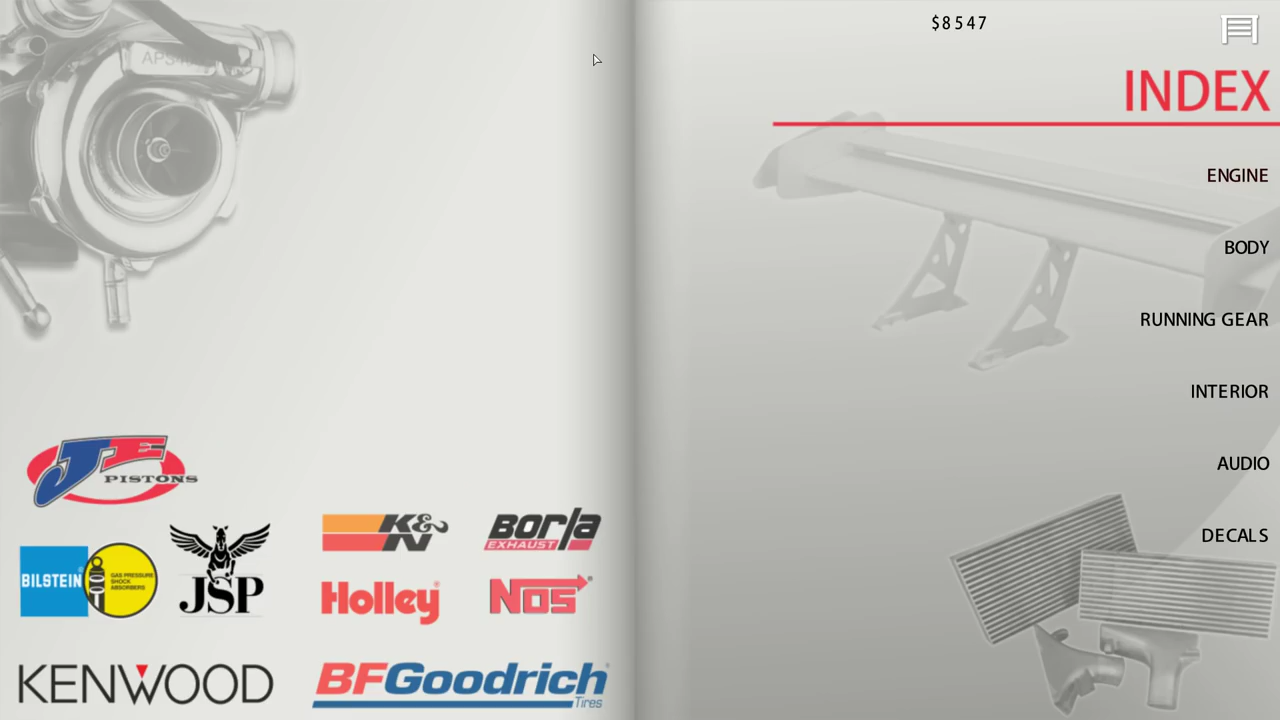 $8547
INDEX
ENGINE
BODY
RUNNING GEAR
INTERIOR
AUDIO
DECALS
JE
PISTONS
BILSTEIN
GAS PRESSURE
SHOCK
ABSORBERS
JSP
K&N
Borla
EXHAUST
Holley
NOS
KENWOOD
BFGoodrich
Tires